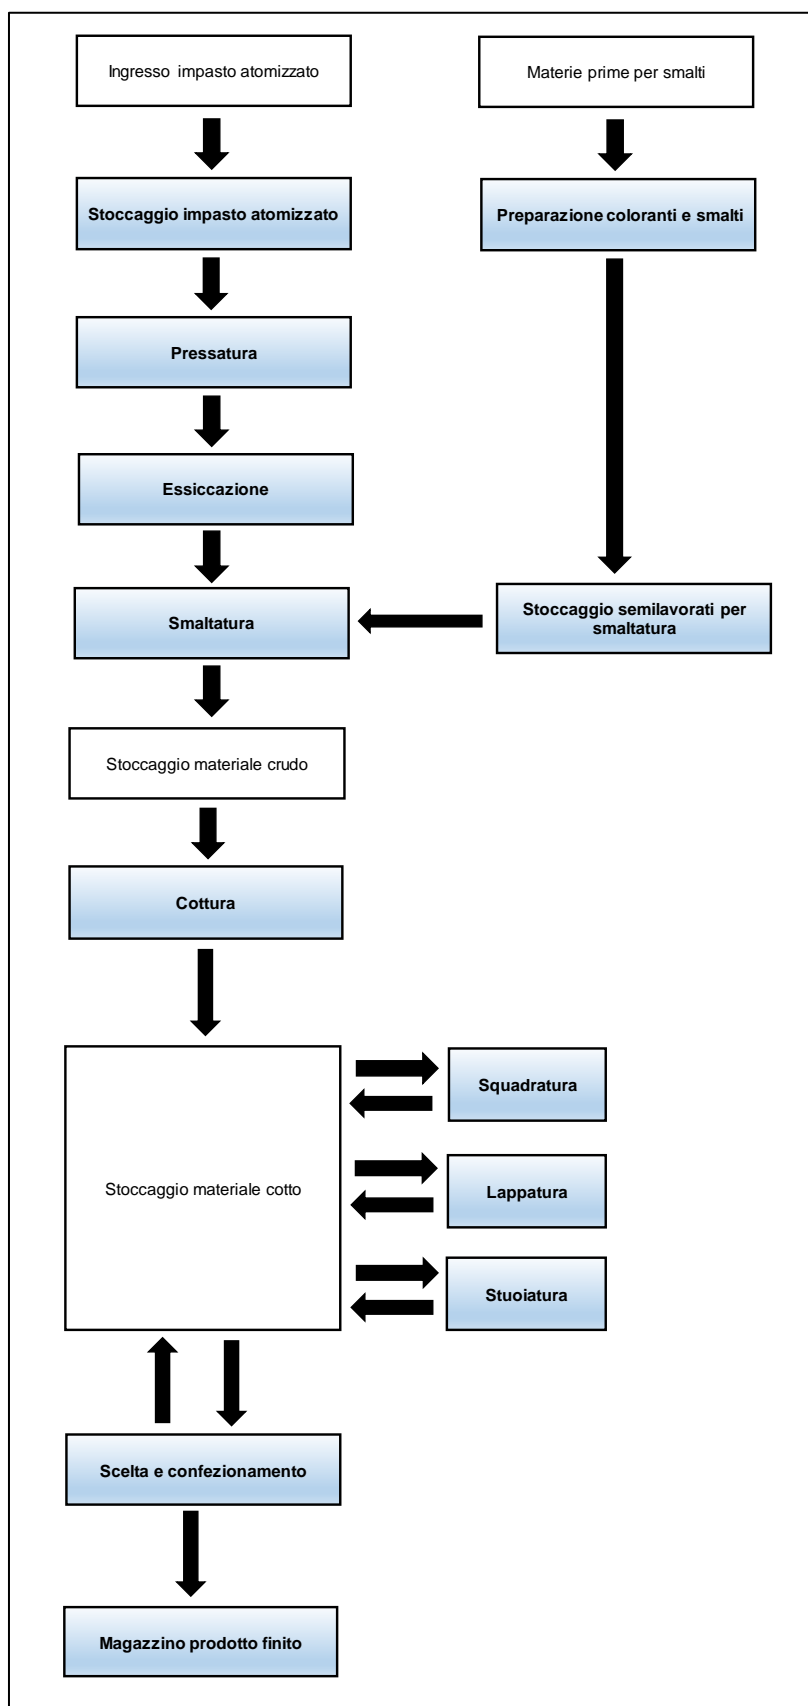 Ingresso impasto atomizzato
Materie prime per smalti
Stoccaggio impasto atomizzato
Preparazione coloranti e smalti
Pressatura
Essiccazione
Smaltatura
Stoccaggio semilavorati per
smaltatura
Stoccaggio materiale crudo
Cottura
Squadratura
Stoccaggio materiale cotto
Lappatura
Stuoiatura
Scelta e confezionamento
Magazzino prodotto finito